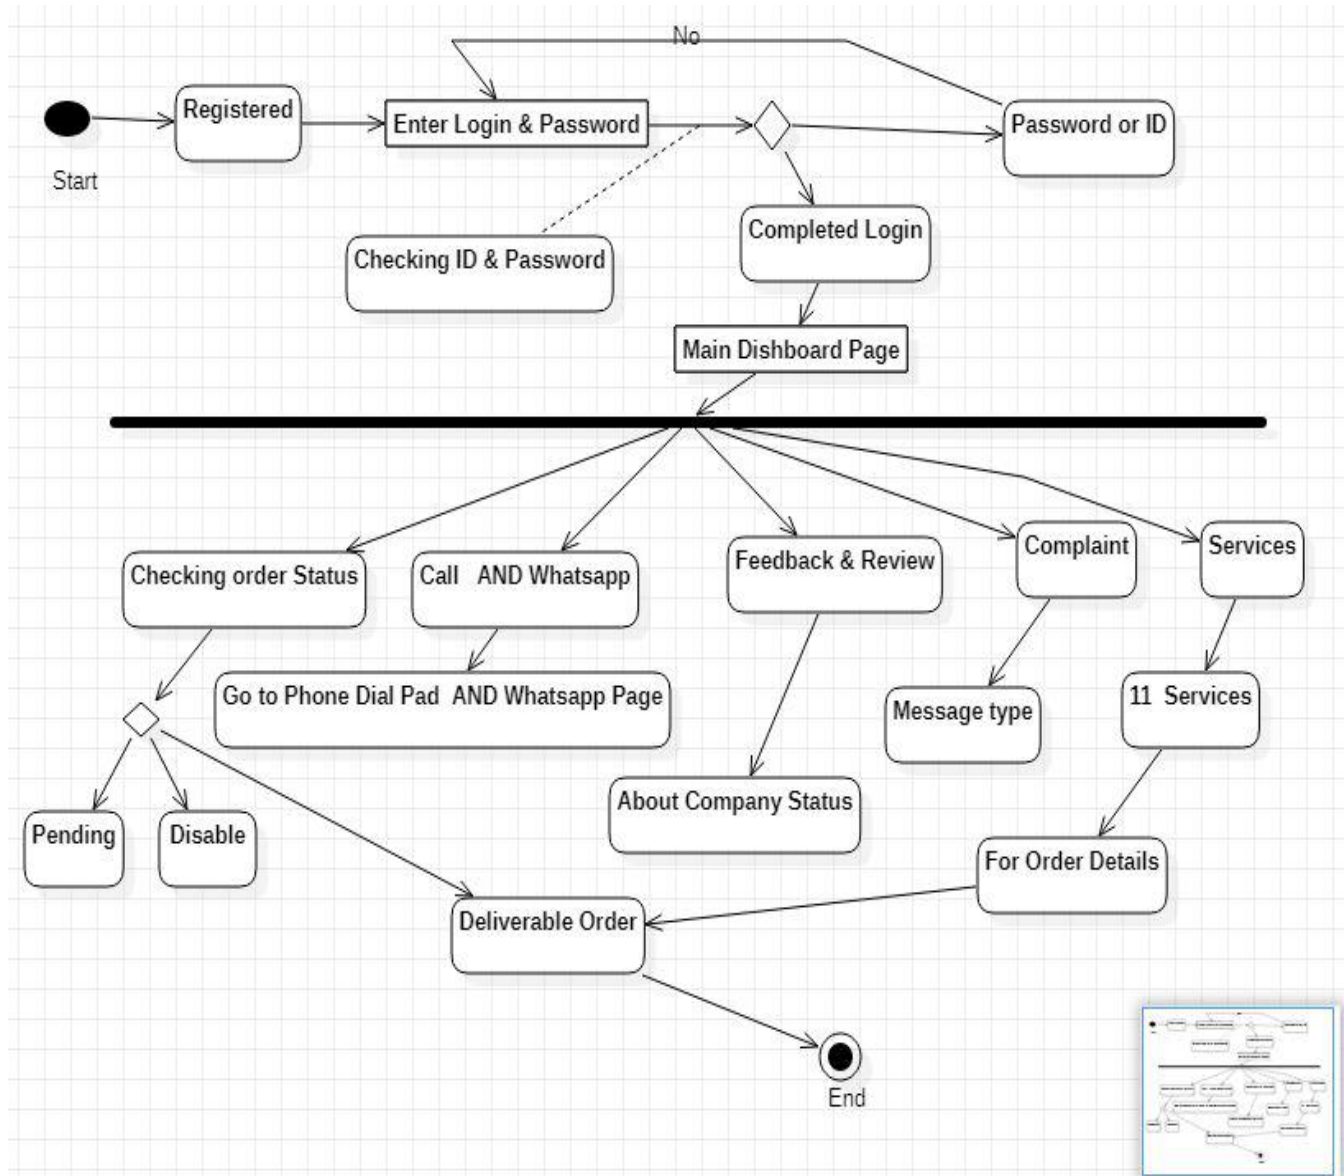 No
Registered
Enter Login & Password
Password or ID
Start
Completed Login
Checking ID & Password
Main Dishboard Page
Checking order Status
Call AND Whatsapp
Feedback & Review
Complaint
Services
Go to Phone Dial Pad AND Whatsapp Page
Message type
11 Services
About Company Status
Pending
Disable
For Order Details
Deliverable Order
End